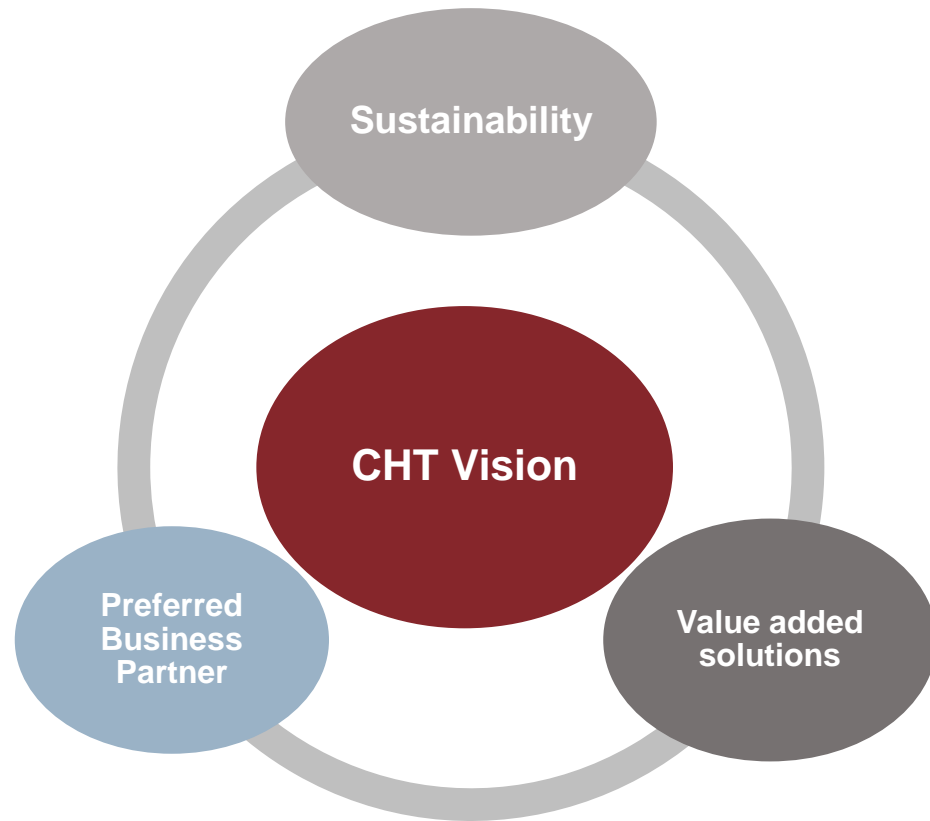 Sustainability
CHT Vision
Preferred
Business
Partner
Value added
solutions